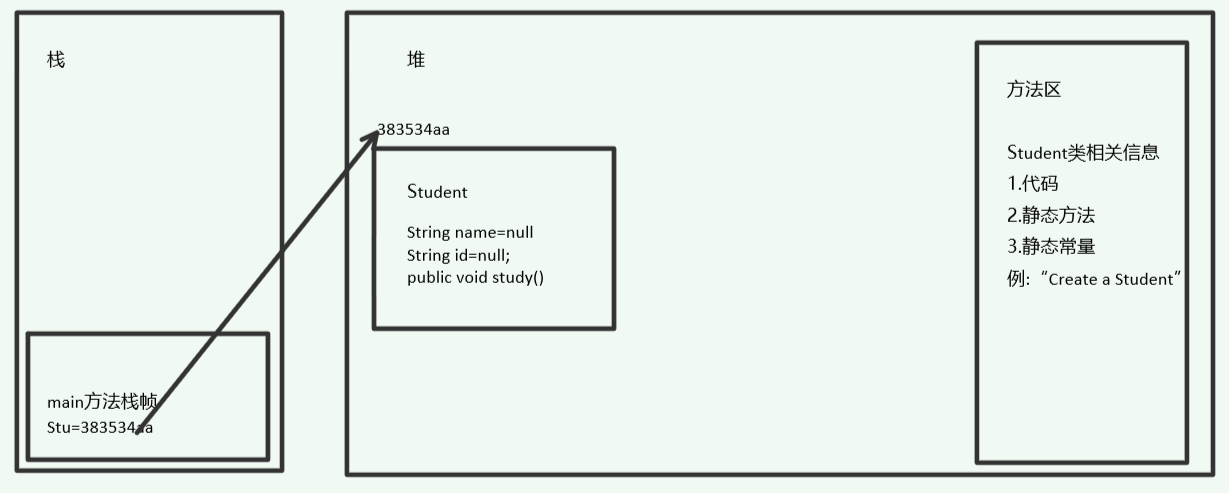 栈
main方法栈帧
Stu=383534aa
堆
383534aa
Student
String name=null
String id=null;
public void study()
方法区
Student类相关信息
1.代码
2.静态方法
3.静态常量
例:“Create a Student”